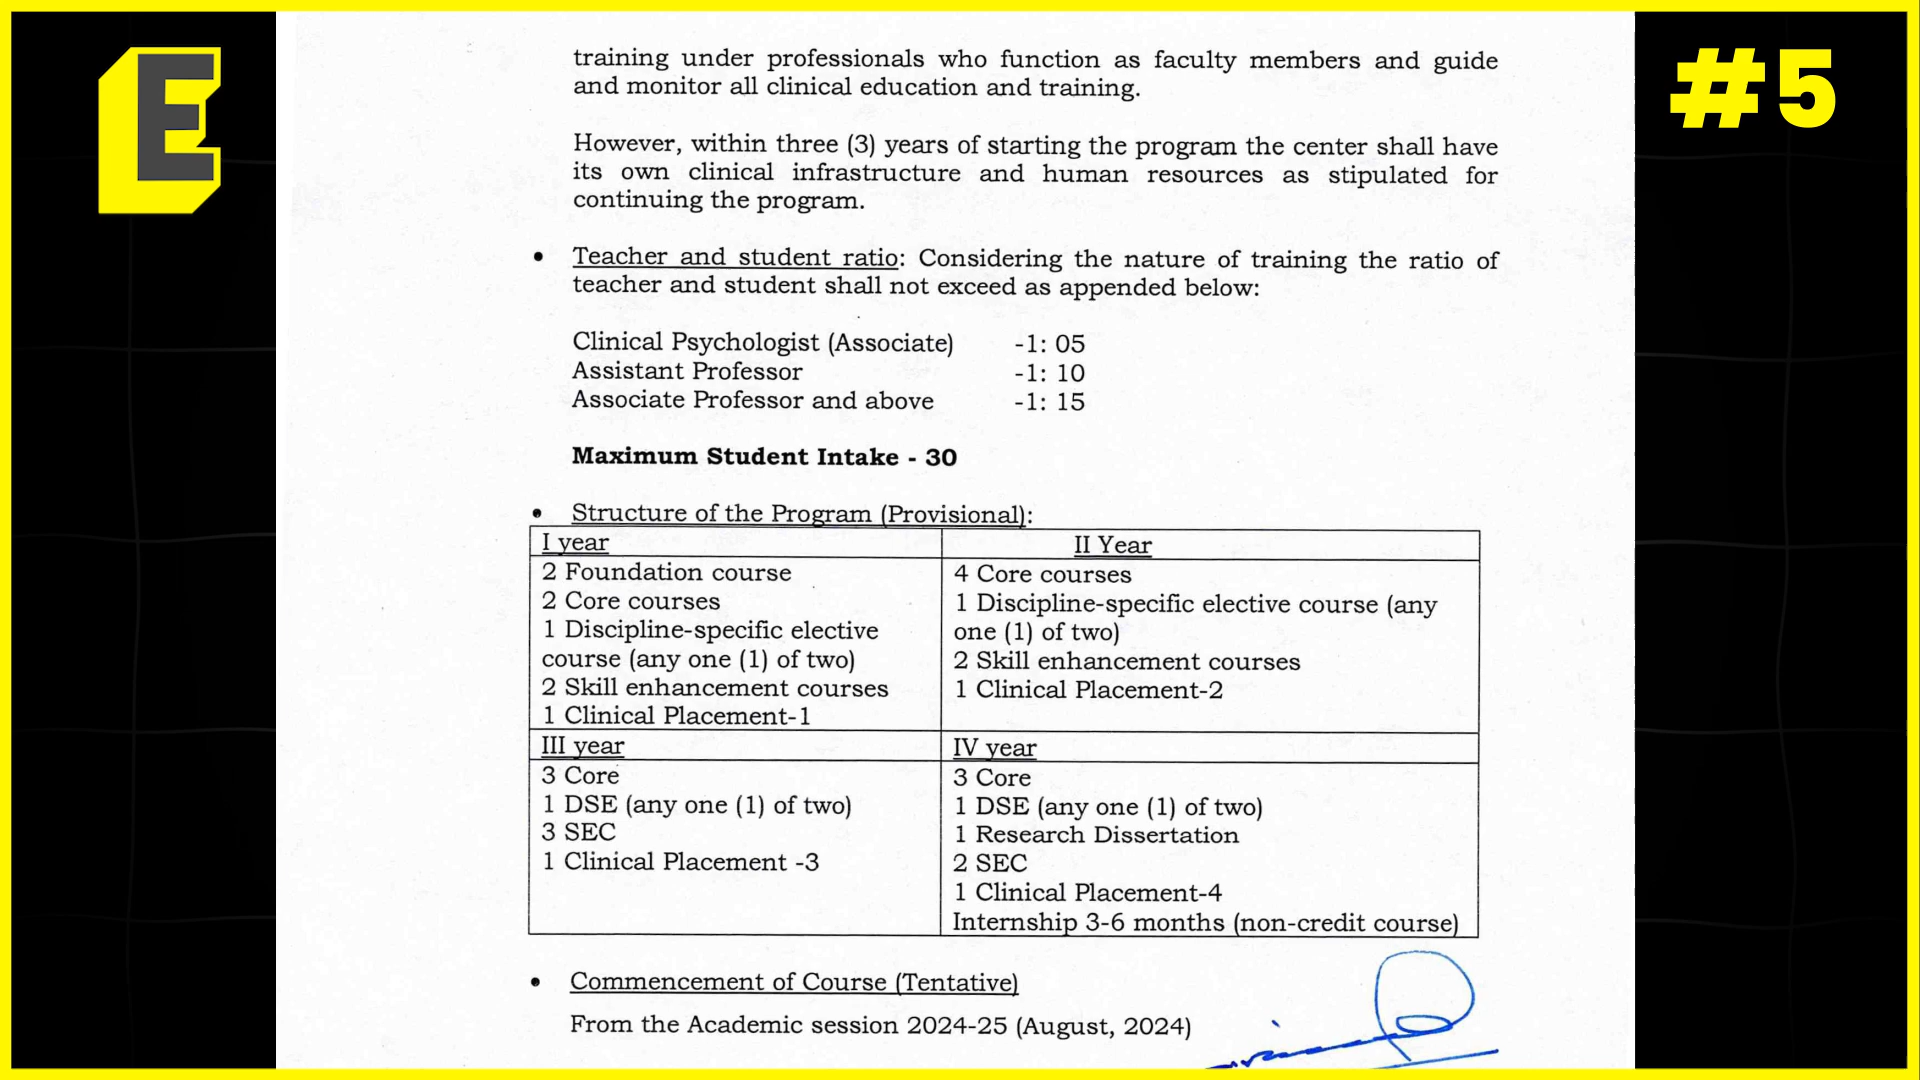 E
#5
training under professionals who function as faculty members and guide
and monitor all clinical education and training.
However, within three (3) years of starting the program the center shall have
its own clinical infrastructure and human resources as stipulated for
continuing the program.
• Teacher and student ratio: Considering the nature of training the ratio of
teacher and student shall not exceed as appended below:
Clinical Psychologist (Associate) -1: 05
Assistant Professor -1: 10
Associate Professor and above -1: 15
Maximum Student Intake - 30
• Structure of the Program (Provisional):
I year
2 Foundation course
2 Core courses
1 Discipline-specific elective
course (any one (1) of two)
2 Skill enhancement courses
1 Clinical Placement-1
II Year
4 Core courses
1 Discipline-specific elective course (any
one (1) of two)
2 Skill enhancement courses
1 Clinical Placement-2
III year
3 Core
1 DSE (any one (1) of two)
3 SEC
1 Clinical Placement -3
IV year
3 Core
1 DSE (any one (1) of two)
1 Research Dissertation
2 SEC
1 Clinical Placement-4
Internship 3-6 months (non-credit course)
• Commencement of Course (Tentative)
From the Academic session 2024-25 (August, 2024)